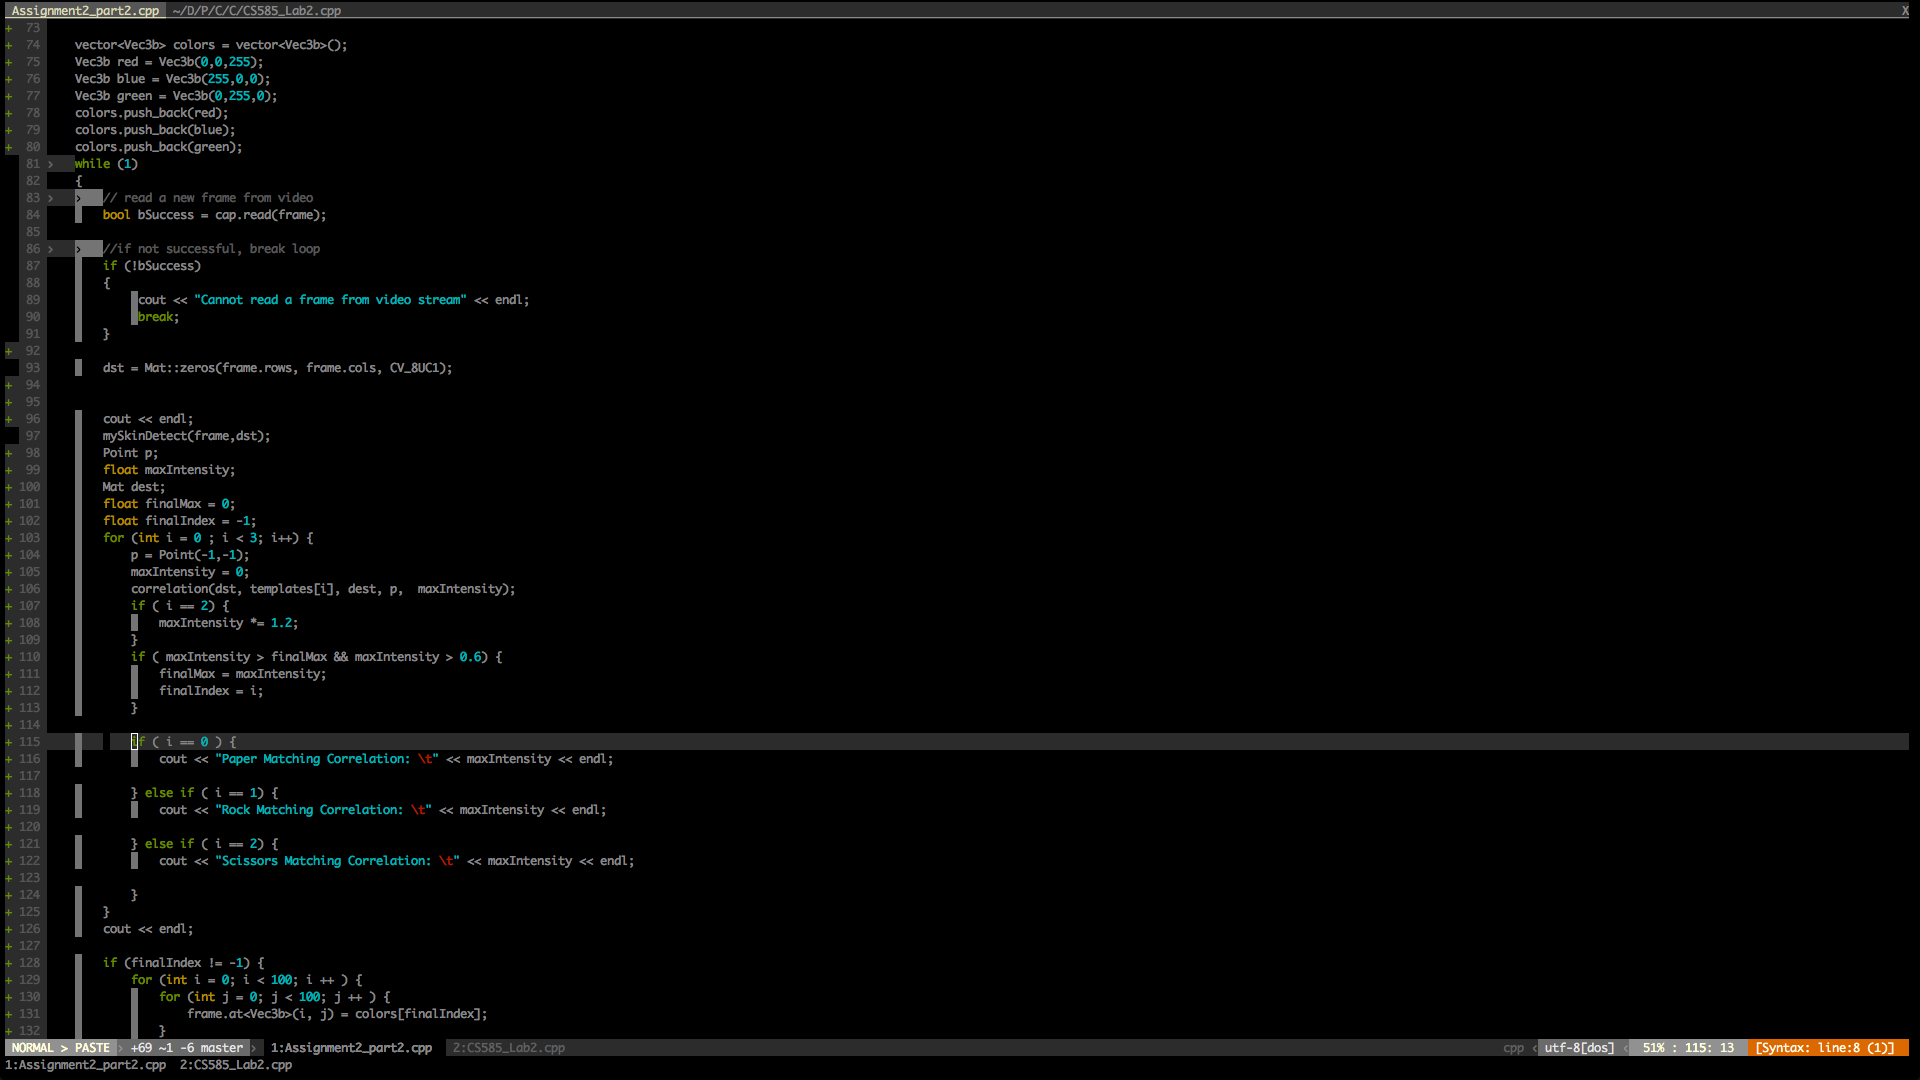 Assignment2_part2.cpp ~/D/P/C/C/CS585_Lab2.cpp X
+ 73
+ 74 vector<Vec3b> colors = vector<Vec3b>();
+ 75 Vec3b red = Vec3b(0,0,255);
+ 76 Vec3b blue = Vec3b(255,0,0);
+ 77 Vec3b green = Vec3b(0,255,0);
+ 78 colors.push_back(red);
+ 79 colors.push_back(blue);
+ 80 colors.push_back(green);
81 › while (1)
82 {
83 › › // read a new frame from video
84 bool bSuccess = cap.read(frame);
85
86 › › //if not successful, break loop
87 if (!bSuccess)
88 {
89 cout << "Cannot read a frame from video stream" << endl;
90 break;
91 }
+ 92
93 dst = Mat::zeros(frame.rows, frame.cols, CV_8UC1);
+ 94
+ 95
+ 96 cout << endl;
97 mySkinDetect(frame,dst);
+ 98 Point p;
+ 99 float maxIntensity;
+ 100 Mat dest;
+ 101 float finalMax = 0;
+ 102 float finalIndex = -1;
+ 103 for (int i = 0 ; i < 3; i++) {
+ 104 p = Point(-1,-1);
+ 105 maxIntensity = 0;
+ 106 correlation(dst, templates[i], dest, p,  maxIntensity);
+ 107 if ( i == 2) {
+ 108 maxIntensity *= 1.2;
+ 109 }
+ 110 if ( maxIntensity > finalMax && maxIntensity > 0.6) {
+ 111 finalMax = maxIntensity;
+ 112 finalIndex = i;
+ 113 }
+ 114
+ 115 if ( i == 0 ) {
+ 116 cout << "Paper Matching Correlation: \t" << maxIntensity << endl;
+ 117
+ 118 } else if ( i == 1) {
+ 119 cout << "Rock Matching Correlation: \t" << maxIntensity << endl;
+ 120
+ 121 } else if ( i == 2) {
+ 122 cout << "Scissors Matching Correlation: \t" << maxIntensity << endl;
+ 123
+ 124 }
+ 125 }
+ 126 cout << endl;
+ 127
+ 128 if (finalIndex != -1) {
+ 129 for (int i = 0; i < 100; i ++ ) {
+ 130 for (int j = 0; j < 100; j ++ ) {
+ 131 frame.at<Vec3b>(i, j) = colors[finalIndex];
+ 132 }
NORMAL > PASTE › +69 ~1 -6 master › 1:Assignment2_part2.cpp 2:CS585_Lab2.cpp cpp ‹ utf-8[dos] ‹ 51% : 115: 13 [Syntax: line:8 (1)]
1:Assignment2_part2.cpp 2:CS585_Lab2.cpp